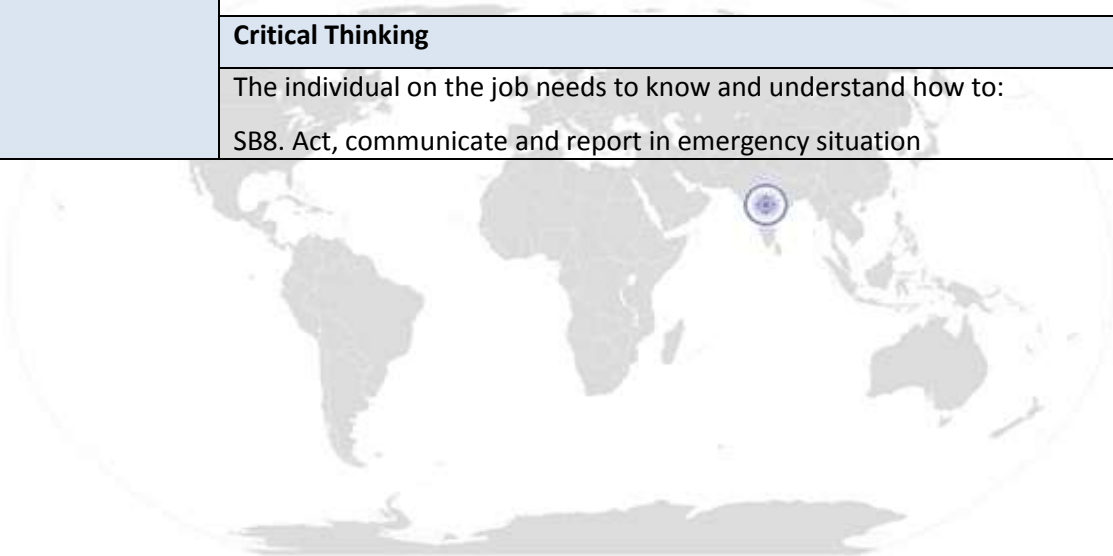 Critical Thinking
The individual on the job needs to know and understand how to:
SB8. Act, communicate and report in emergency situation